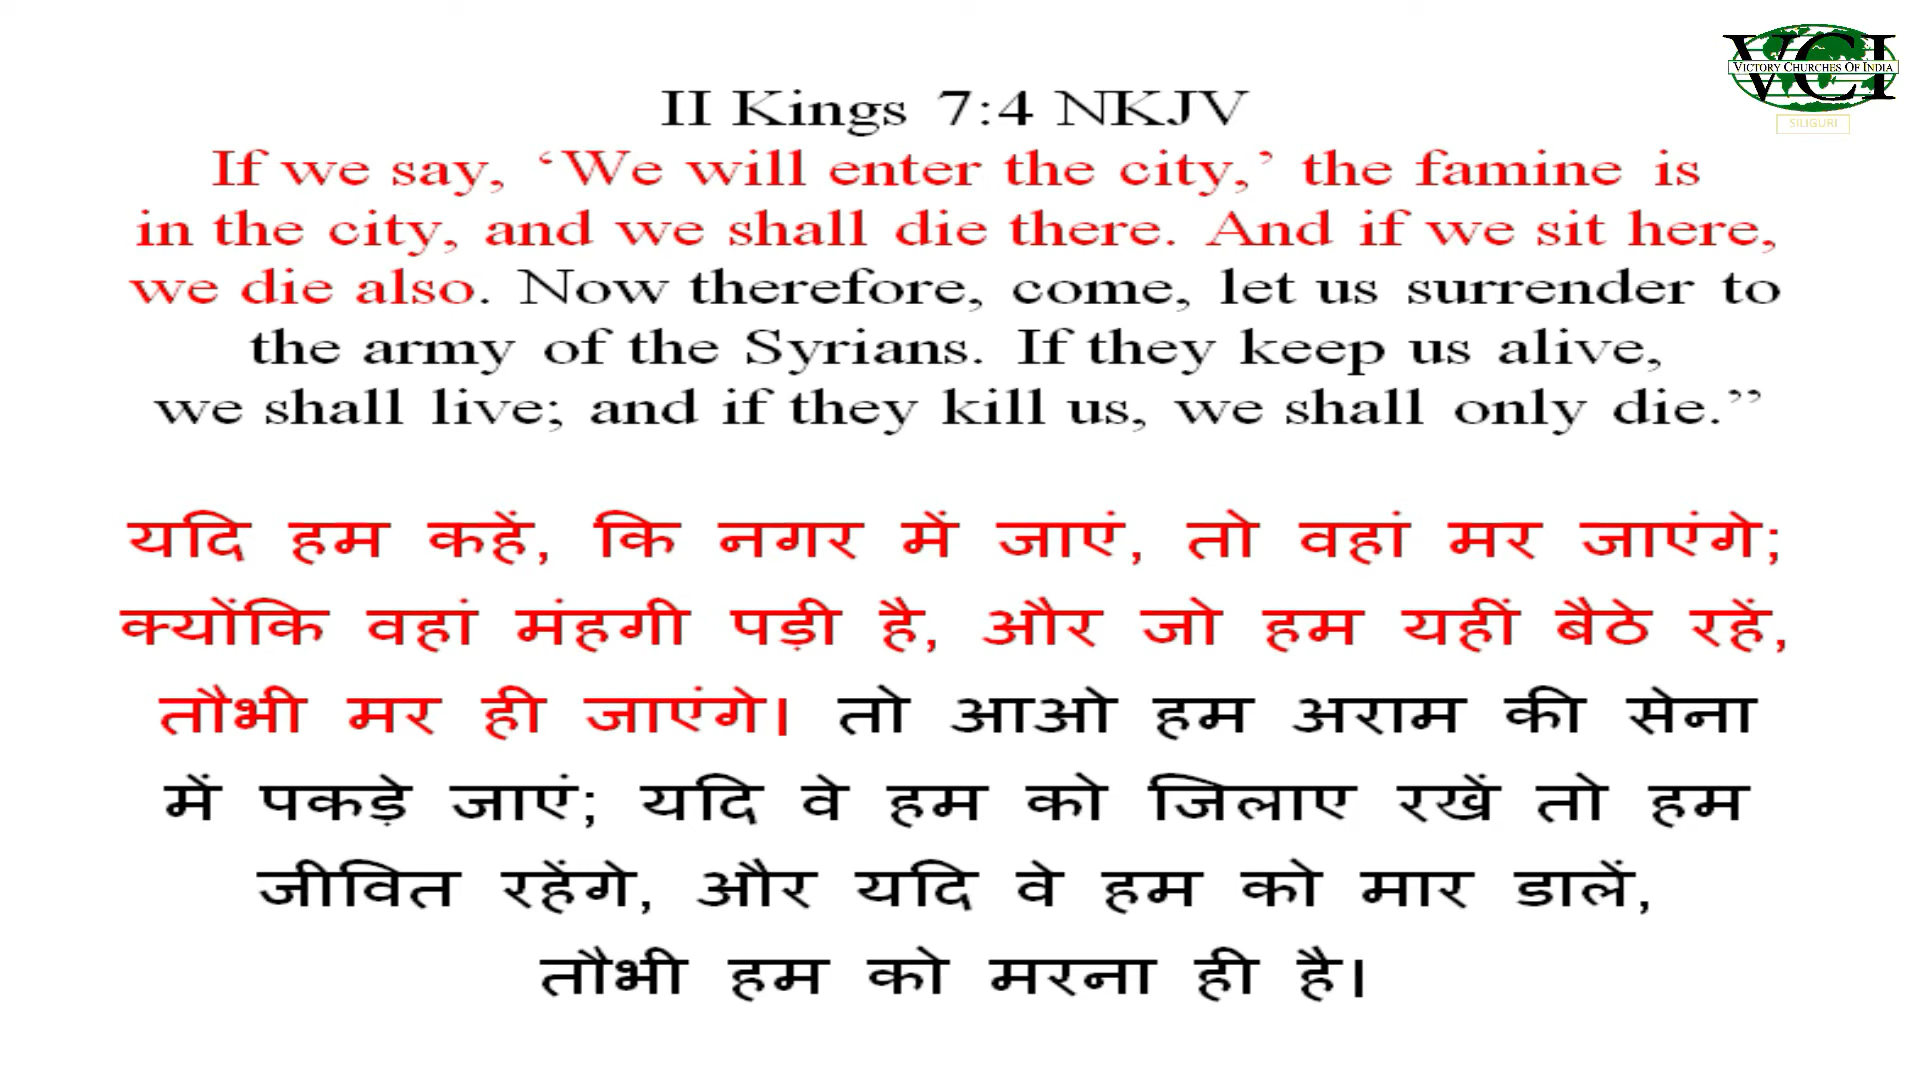 VCI
VICTORY CHURCHES OF INDIA
SILIGURI
II Kings 7:4 NKJV
If we say, ‘We will enter the city,’ the famine is
in the city, and we shall die there. And if we sit here,
we die also. Now therefore, come, let us surrender to
the army of the Syrians. If they keep us alive,
we shall live; and if they kill us, we shall only die.”
यदि हम कहें, कि नगर में जाएं, तो वहां मर जाएंगे;
क्योंकि वहां मंहगी पड़ी है, और जो हम यहीं बैठे रहें,
तौभी मर ही जाएंगे। तो आओ हम अराम की सेना
में पकड़े जाएं; यदि वे हम को जिलाए रखें तो हम
जीवित रहेंगे, और यदि वे हम को मार डालें,
तौभी हम को मरना ही है।